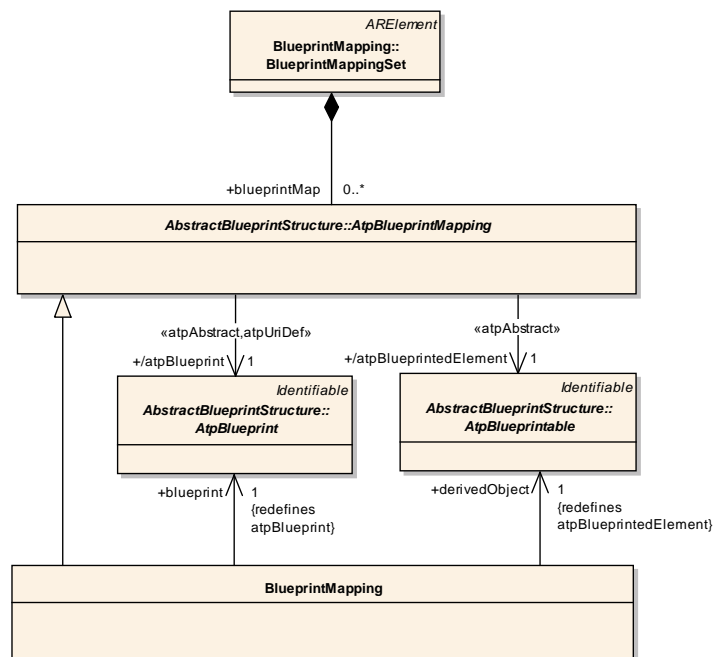 ARElement
BlueprintMapping::
BlueprintMappingSet
+blueprintMap 0..*
AbstractBlueprintStructure::AtpBlueprintMapping
«atpAbstract,atpUriDef»
«atpAbstract»
+/atpBlueprint 1
+/atpBlueprintedElement 1
Identifiable
AbstractBlueprintStructure::
AtpBlueprint
Identifiable
AbstractBlueprintStructure::
AtpBlueprintable
+blueprint 1
{redefines
atpBlueprint}
+derivedObject 1
{redefines
atpBlueprintedElement}
BlueprintMapping